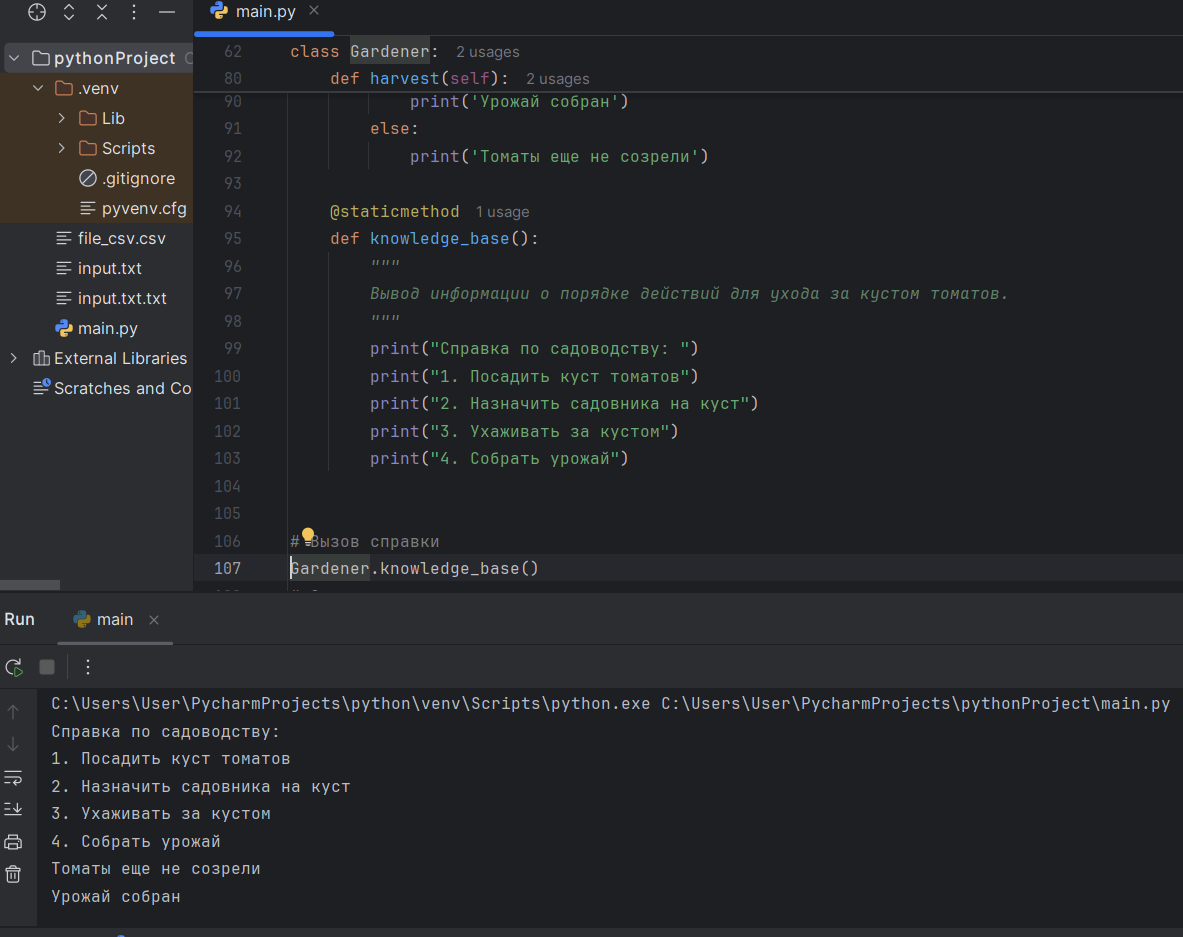 main.py
pythonProject
.venv
Lib
Scripts
.gitignore
pyvenv.cfg
file_csv.csv
input.txt
input.txt.txt
main.py
External Libraries
Scratches and Co
62 class Gardener: 2 usages
80 def harvest(self): 2 usages
90 print('Урожай собран')
91 else:
92 print('Томаты еще не созрели')
93
94 @staticmethod 1 usage
95 def knowledge_base():
96 """
97 Вывод информации о порядке действий для ухода за кустом томатов.
98 """
99 print("Справка по садоводству: ")
100 print("1. Посадить куст томатов")
101 print("2. Назначить садовника на куст")
102 print("3. Ухаживать за кустом")
103 print("4. Собрать урожай")
104
105
106 # Вызов справки
107 Gardener.knowledge_base()
Run main
C:\Users\User\PycharmProjects\python\venv\Scripts\python.exe C:\Users\User\PycharmProjects\pythonProject\main.py
Справка по садоводству:
1. Посадить куст томатов
2. Назначить садовника на куст
3. Ухаживать за кустом
4. Собрать урожай
Томаты еще не созрели
Урожай собран